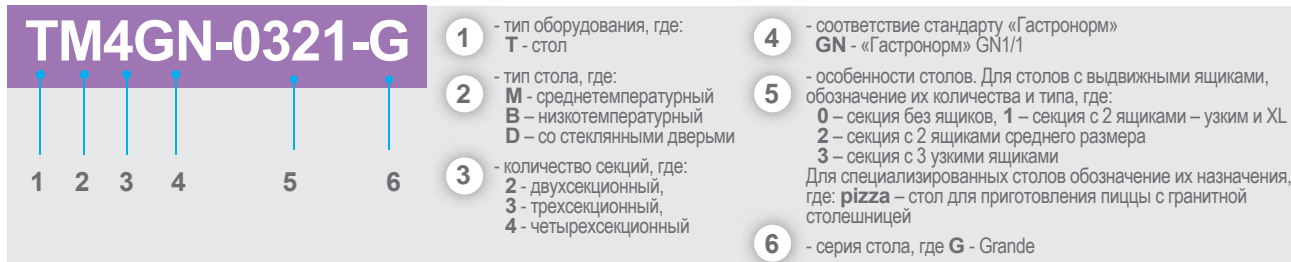 TM4GN-0321-G
1 2 3 4 5 6
1 - тип оборудования, где:
T - стол
2 - тип стола, где:
M - среднетемпературный
B – низкотемпературный
D – со стеклянными дверьми
3 - количество секций, где:
2 - двухсекционный,
3 - трехсекционный,
4 - четырехсекционный
4 - соответствие стандарту «Гастронорм»
GN - «Гастронорм» GN1/1
5 - особенности столов. Для столов с выдвижными ящиками,
обозначение их количества и типа, где:
0 – секция без ящиков, 1 – секция с 2 ящиками – узким и XL
2 – секция с 2 ящиками среднего размера
3 – секция с 3 узкими ящиками
Для специализированных столов обозначение их назначения,
где: pizza – стол для приготовления пиццы с гранитной
столешницей
6 - серия стола, где G - Grande